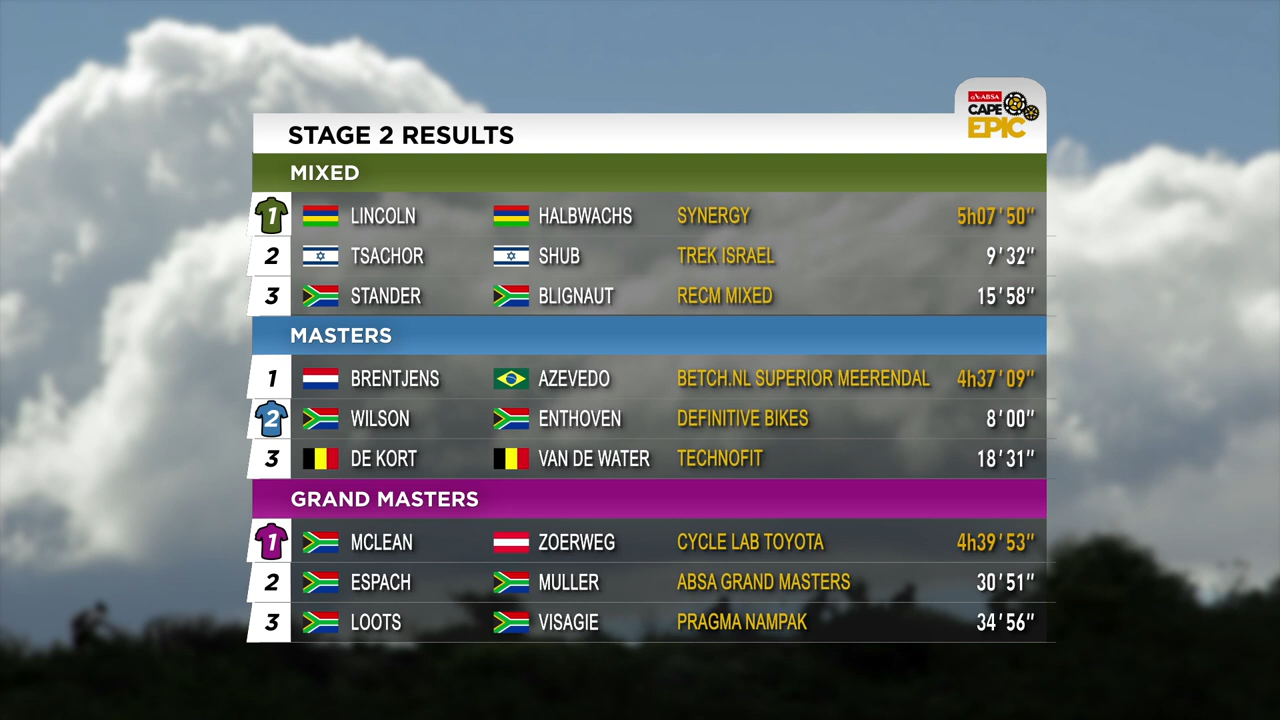 ABSA
CAPE
EPIC
STAGE 2 RESULTS
MIXED
1 LINCOLN HALBWACHS SYNERGY 5h07'50"
2 TSACHOR SHUB TREK ISRAEL 9'32"
3 STANDER BLIGNAUT RECM MIXED 15'58"
MASTERS
1 BRENTJENS AZEVEDO BETCH.NL SUPERIOR MEERENDAL 4h37'09"
2 WILSON ENTHOVEN DEFINITIVE BIKES 8'00"
3 DE KORT VAN DE WATER TECHNOFIT 18'31"
GRAND MASTERS
1 MCLEAN ZOERWEG CYCLE LAB TOYOTA 4h39'53"
2 ESPACH MULLER ABSA GRAND MASTERS 30'51"
3 LOOTS VISAGIE PRAGMA NAMPAK 34'56"